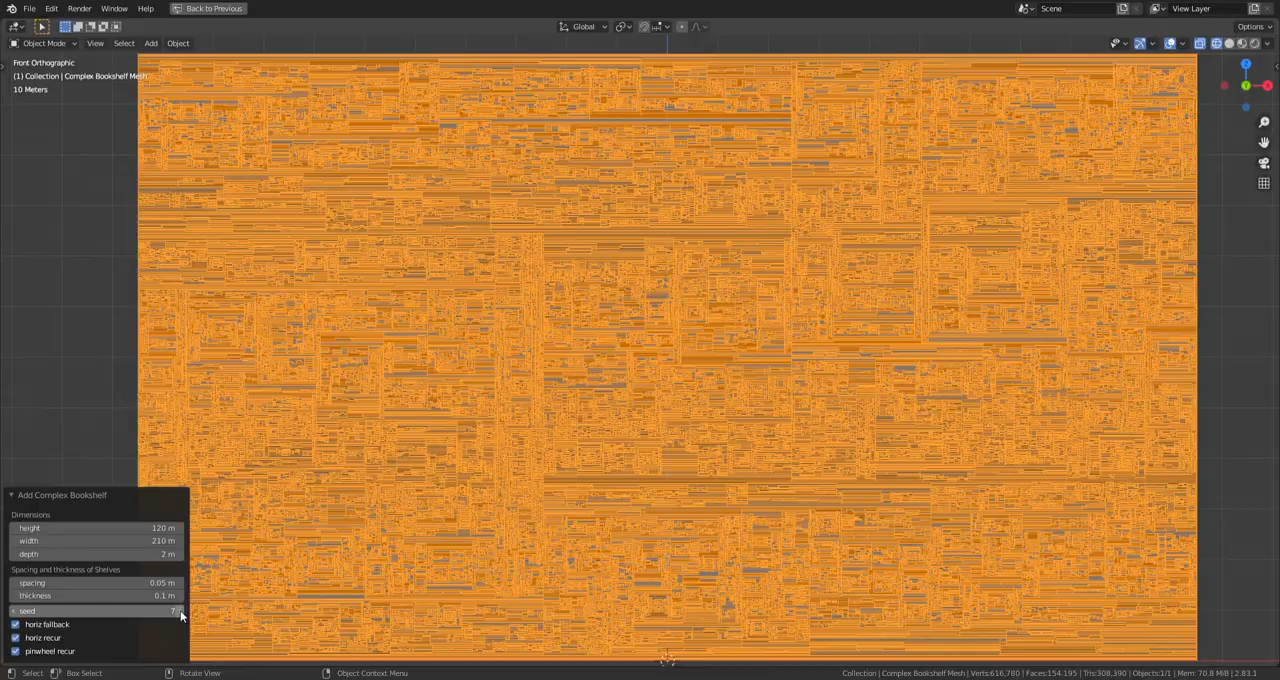 File Edit Render Window Help Back to Previous Scene View Layer
Global Options
Object Mode View Select Add Object
Front Orthographic
(1) Collection | Complex Bookshelf Mesh
10 Meters
Z
Y
X
Add Complex Bookshelf
Dimensions
height 120 m
width 210 m
depth 2 m
Spacing and thickness of Shelves
spacing 0.05 m
thickness 0.1 m
seed 7
horiz fallback
horiz recur
pinwheel recur
Select Box Select Rotate View Object Context Menu Collection | Complex Bookshelf Mesh | Verts:616,780 | Faces:154,195 | Tris:308,390 | Objects:1/1 | Mem: 70.8 MiB | 2.83.1